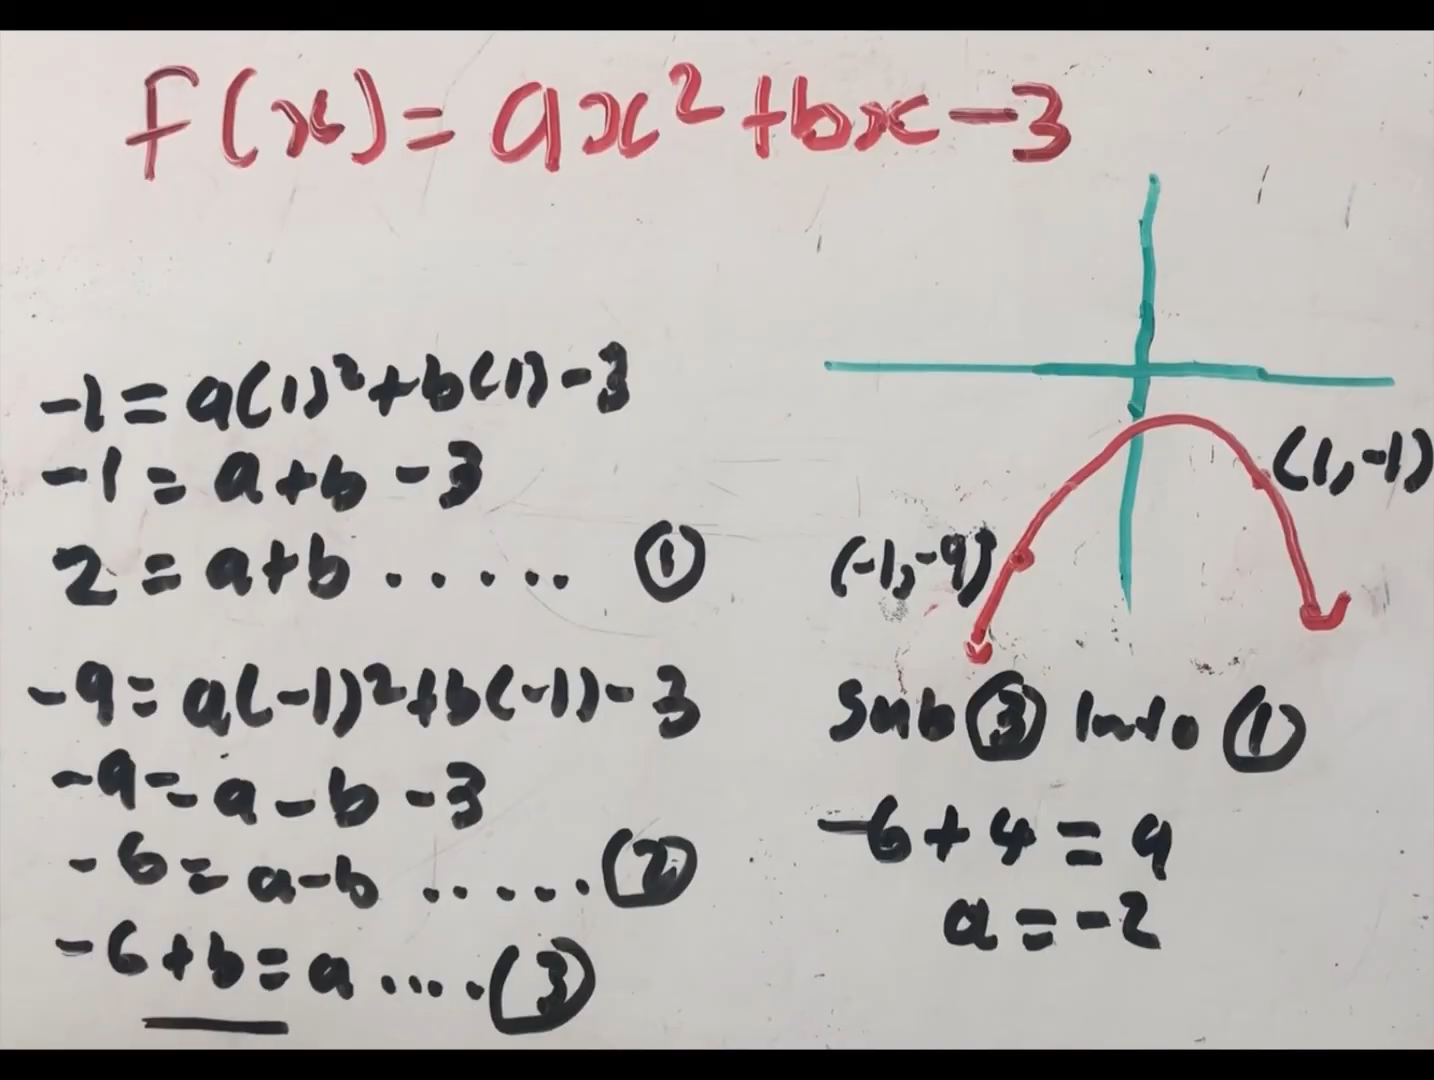 f(x) = ax² + bx - 3
-1 = a(1)² + b(1) - 3
-1 = a + b - 3
2 = a + b ..... ①
-9 = a(-1)² + b(-1) - 3
-9 = a - b - 3
-6 = a - b ...... ②
-6 + b = a ..... ③
(1, -1)
(-1, -9)
Sub ③ into ①
-6 + 4 = a
a = -2